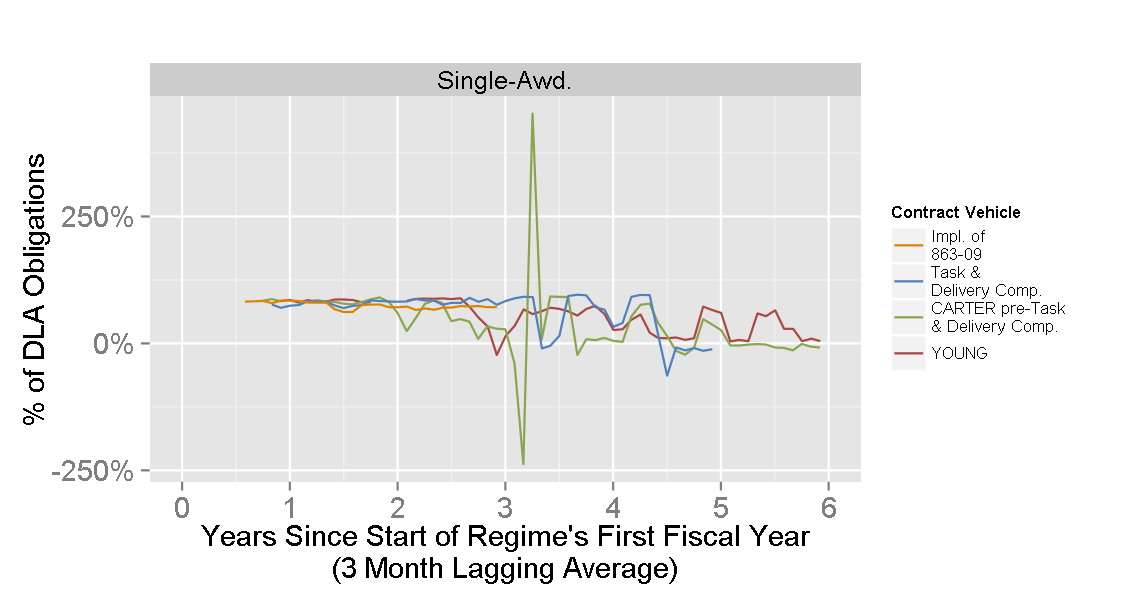 Single-Awd.
% of DLA Obligations
250%
0%
-250%
0 1 2 3 4 5 6
Years Since Start of Regime's First Fiscal Year
(3 Month Lagging Average)
Contract Vehicle
Impl. of
863-09
Task &
Delivery Comp.
CARTER pre-Task
& Delivery Comp.
YOUNG